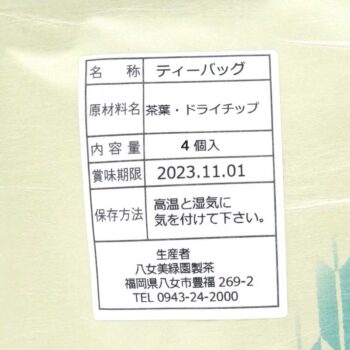 名 称 ティーバッグ
原材料名 茶葉・ドライチップ
内 容 量 4個入
賞味期限 2023.11.01
保存方法 高温と湿気に
気を付けて下さい。
生産者
八女美緑園製茶
福岡県八女市豊福 269-2
TEL 0943-24-2000